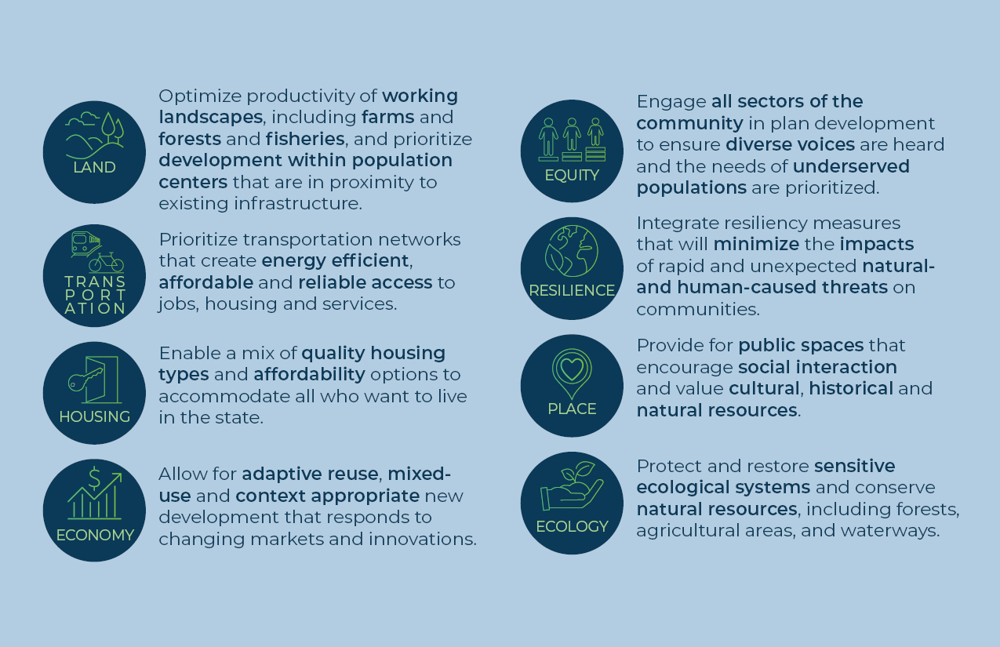 LAND
Optimize productivity of working
landscapes, including farms and
forests and fisheries, and prioritize
development within population
centers that are in proximity to
existing infrastructure.
TRANS
PORT
ATION
Prioritize transportation networks
that create energy efficient,
affordable and reliable access to
jobs, housing and services.
HOUSING
Enable a mix of quality housing
types and affordability options to
accommodate all who want to live
in the state.
$
ECONOMY
Allow for adaptive reuse, mixed-
use and context appropriate new
development that responds to
changing markets and innovations.
EQUITY
Engage all sectors of the
community in plan development
to ensure diverse voices are heard
and the needs of underserved
populations are prioritized.
RESILIENCE
Integrate resiliency measures
that will minimize the impacts
of rapid and unexpected natural-
and human-caused threats on
communities.
PLACE
Provide for public spaces that
encourage social interaction
and value cultural, historical and
natural resources.
ECOLOGY
Protect and restore sensitive
ecological systems and conserve
natural resources, including forests,
agricultural areas, and waterways.